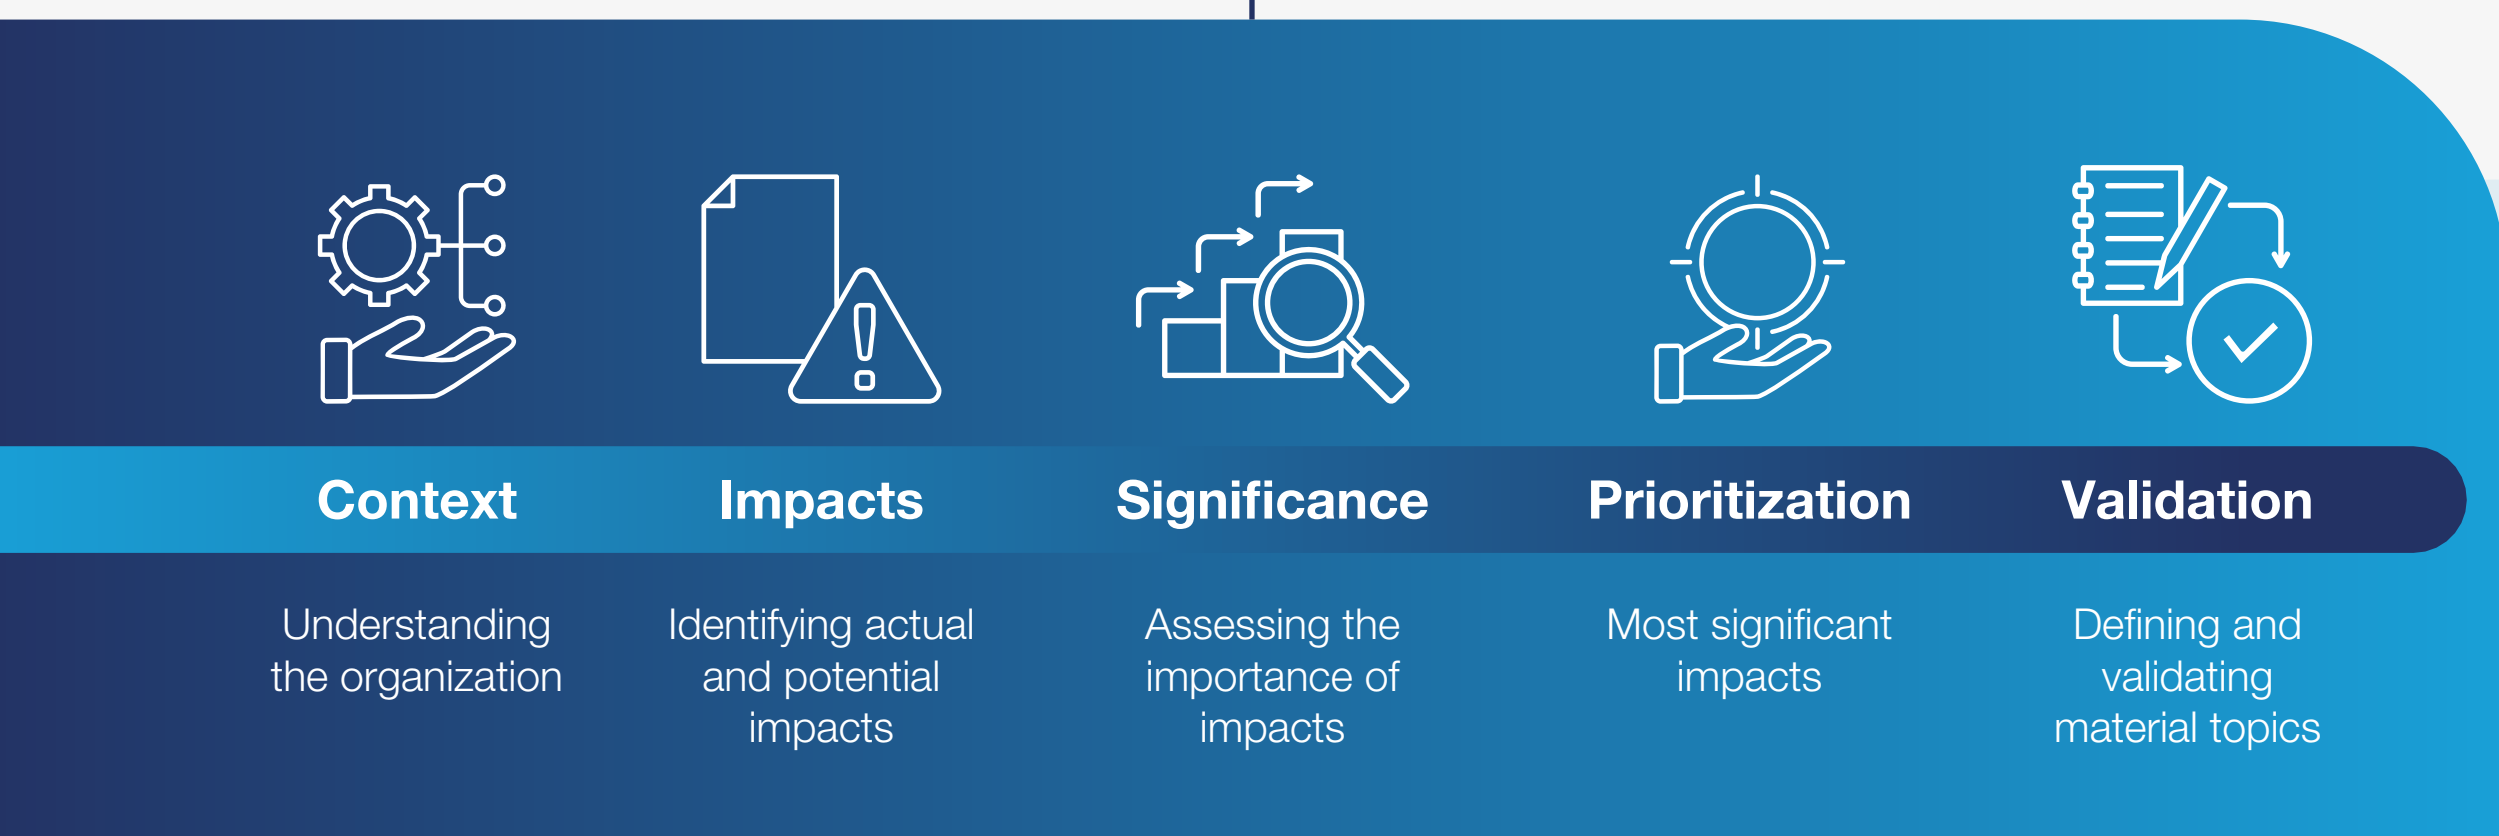 Context
Impacts
Significance
Prioritization
Validation
Understanding
the organization
Identifying actual
and potential
impacts
Assessing the
importance of
impacts
Most significant
impacts
Defining and
validating
material topics